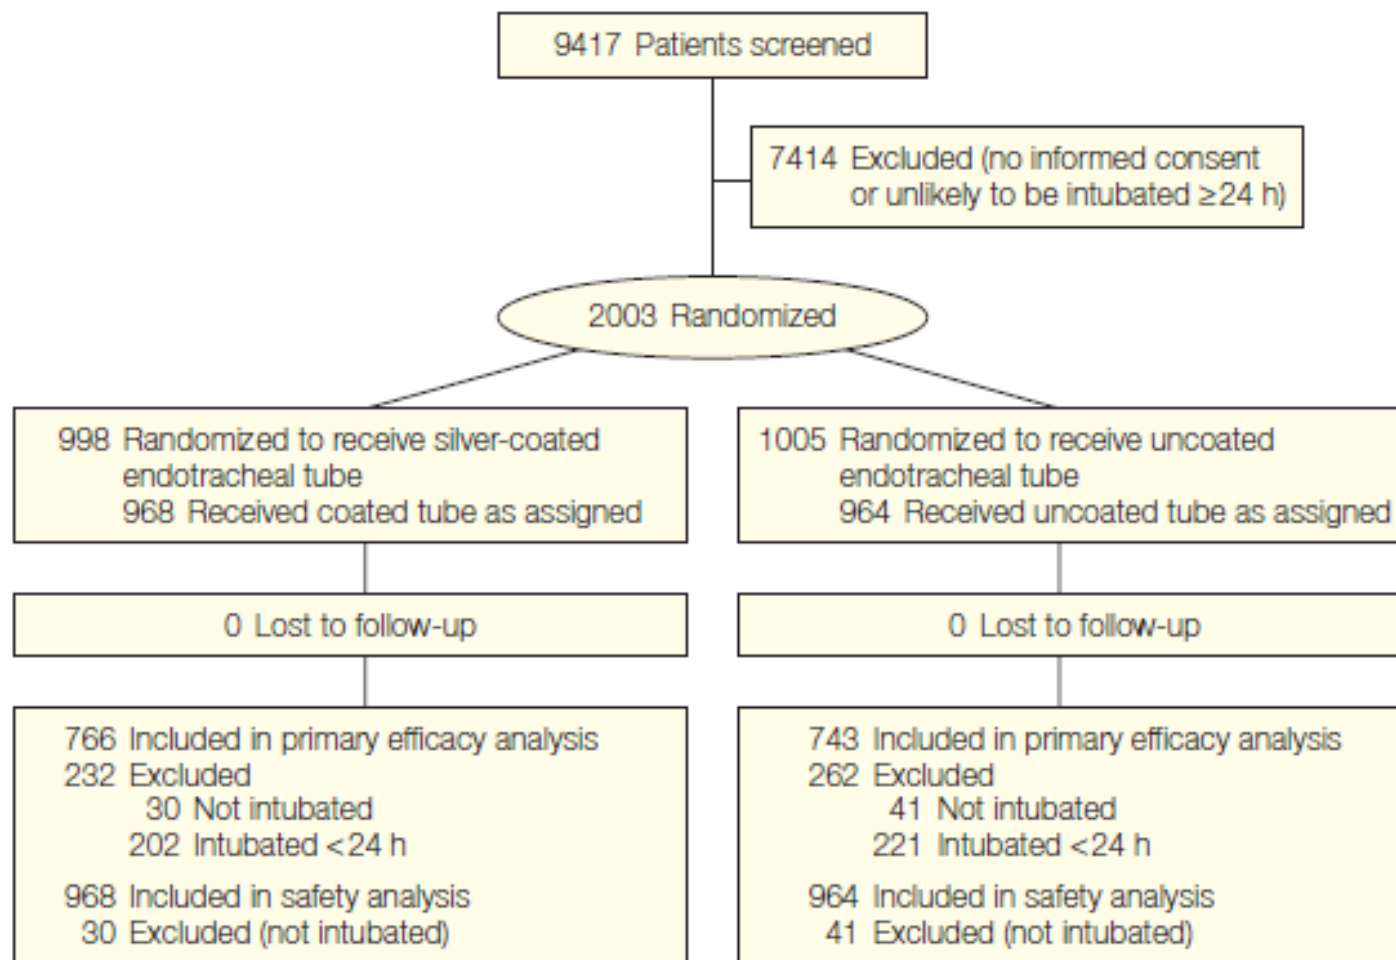 9417 Patients screened
7414 Excluded (no informed consent
or unlikely to be intubated ≥24 h)
2003 Randomized
998 Randomized to receive silver-coated
endotracheal tube
968 Received coated tube as assigned
1005 Randomized to receive uncoated
endotracheal tube
964 Received uncoated tube as assigned
0 Lost to follow-up
0 Lost to follow-up
766 Included in primary efficacy analysis
232 Excluded
30 Not intubated
202 Intubated <24 h
968 Included in safety analysis
30 Excluded (not intubated)
743 Included in primary efficacy analysis
262 Excluded
41 Not intubated
221 Intubated <24 h
964 Included in safety analysis
41 Excluded (not intubated)